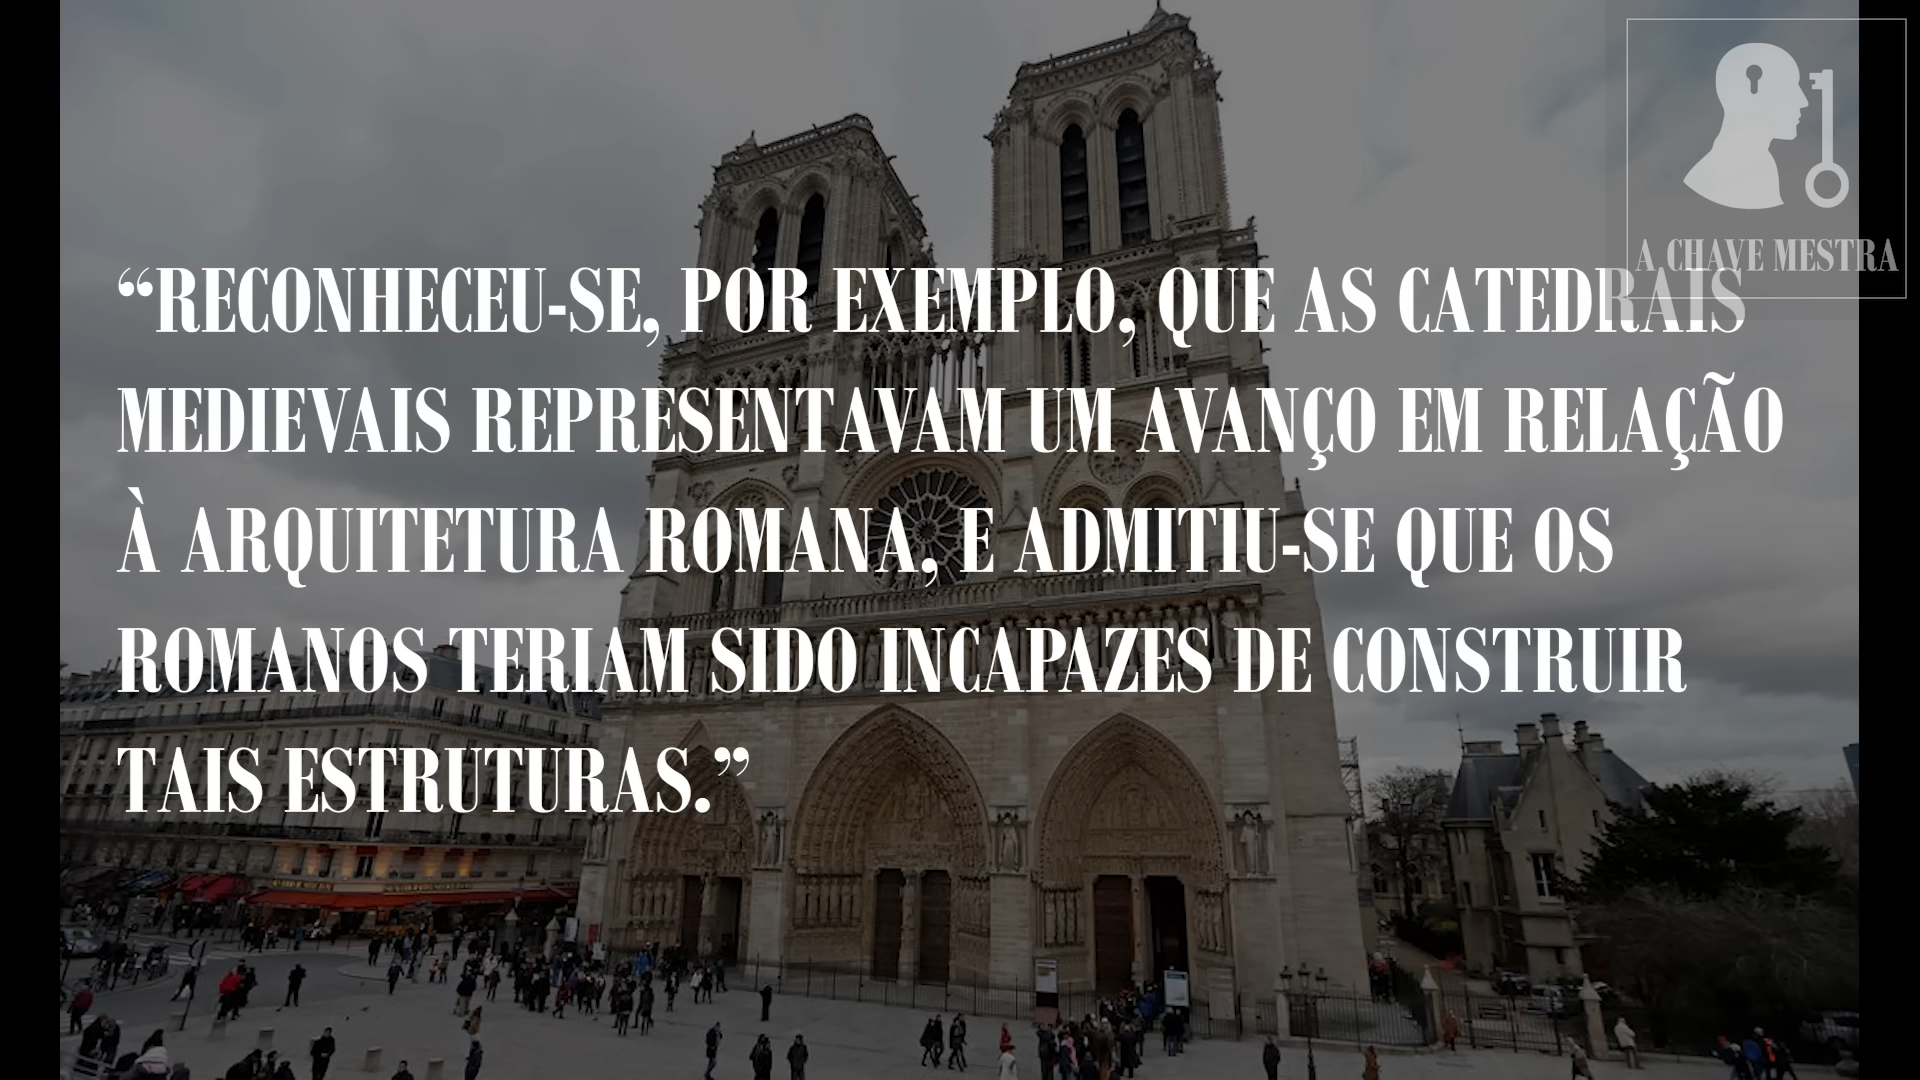 A CHAVE MESTRA
“RECONHECEU-SE, POR EXEMPLO, QUE AS CATEDRAIS
MEDIEVAIS REPRESENTAVAM UM AVANÇO EM RELAÇÃO
À ARQUITETURA ROMANA, E ADMITIU-SE QUE OS
ROMANOS TERIAM SIDO INCAPAZES DE CONSTRUIR
TAIS ESTRUTURAS.”